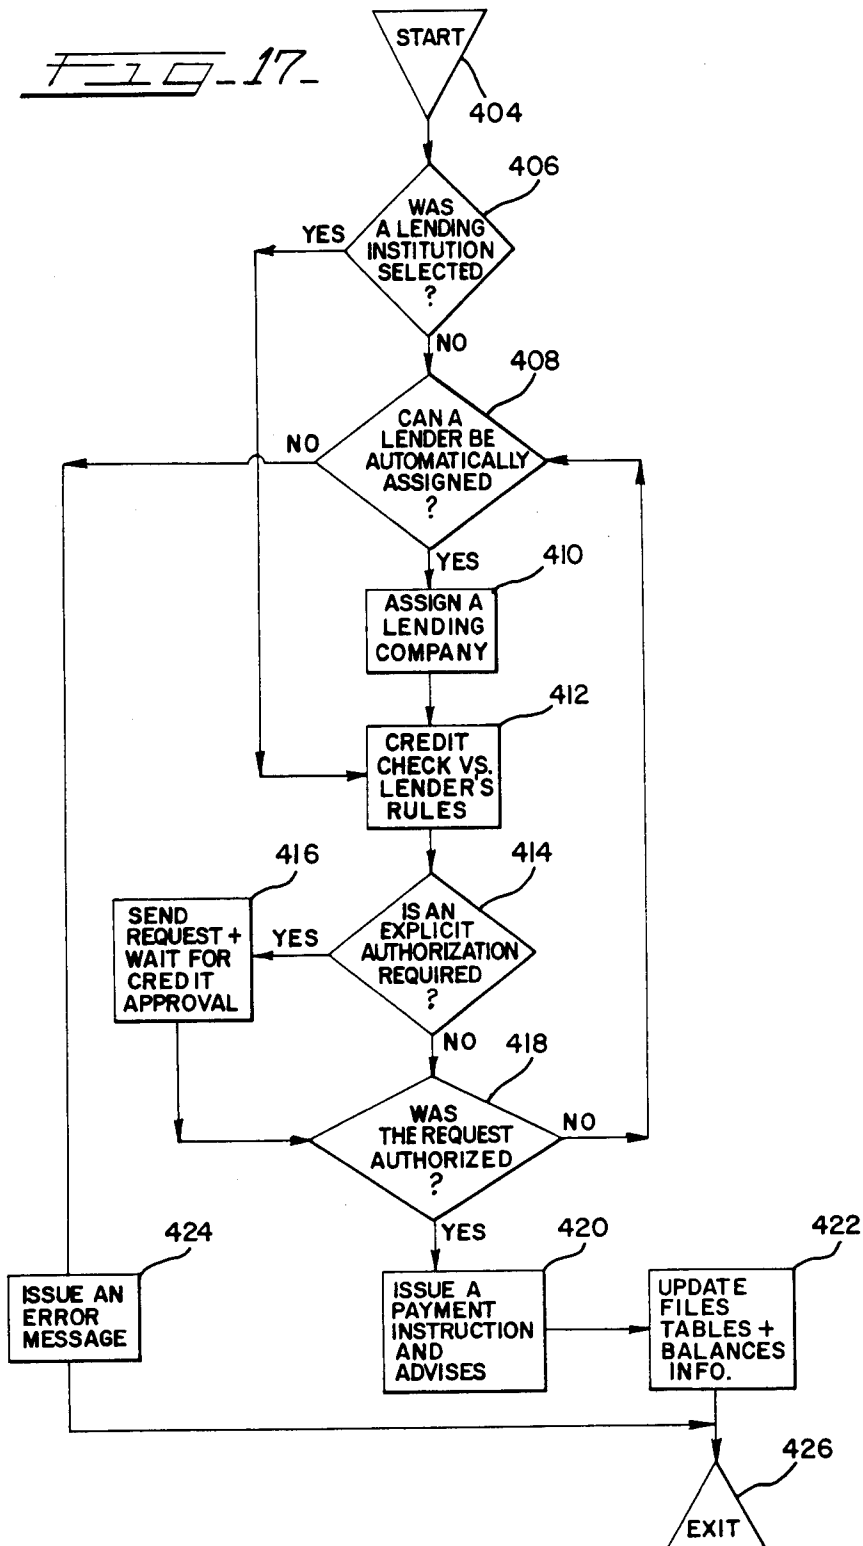 Fig-17-
START
404
406
WAS
A LENDING
INSTITUTION
SELECTED
?
YES
NO
408
CAN A
LENDER BE
AUTOMATICALLY
ASSIGNED
?
NO
YES
410
ASSIGN A
LENDING
COMPANY
412
CREDIT
CHECK VS.
LENDER'S
RULES
414
416
IS AN
EXPLICIT
AUTHORIZATION
REQUIRED
?
YES
SEND
REQUEST +
WAIT FOR
CREDIT
APPROVAL
NO
418
WAS
THE REQUEST
AUTHORIZED
?
NO
YES
424
ISSUE AN
ERROR
MESSAGE
420
ISSUE A
PAYMENT
INSTRUCTION
AND
ADVISES
422
UPDATE
FILES
TABLES +
BALANCES
INFO.
426
EXIT